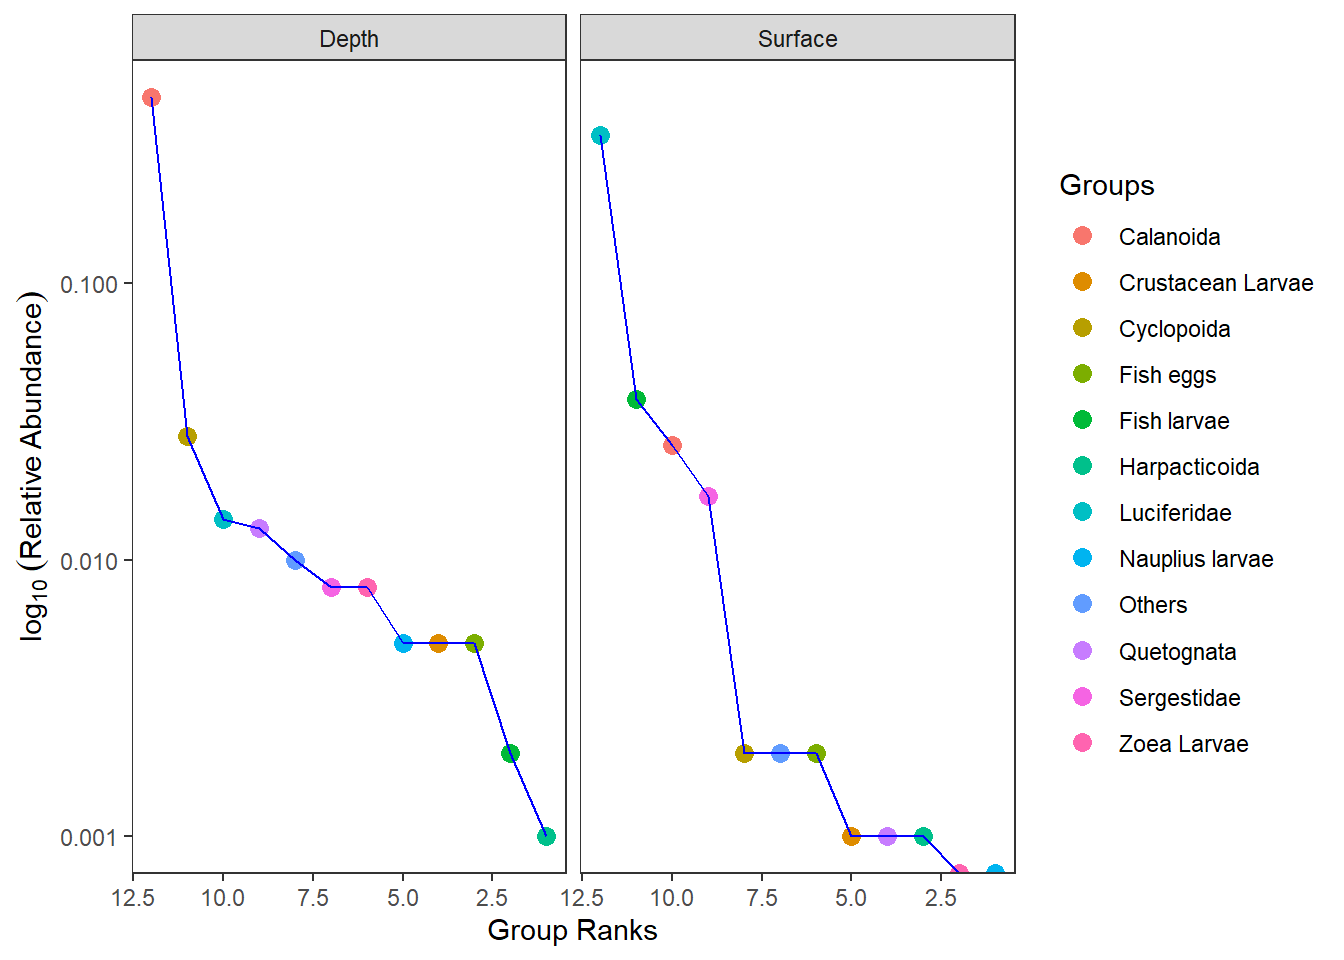 Depth
Surface
0.100
0.010
0.001
log10 (Relative Abundance)
12.5 10.0 7.5 5.0 2.5
12.5 10.0 7.5 5.0 2.5
Group Ranks
Groups
Calanoida
Crustacean Larvae
Cyclopoida
Fish eggs
Fish larvae
Harpacticoida
Luciferidae
Nauplius larvae
Others
Quetognata
Sergestidae
Zoea Larvae